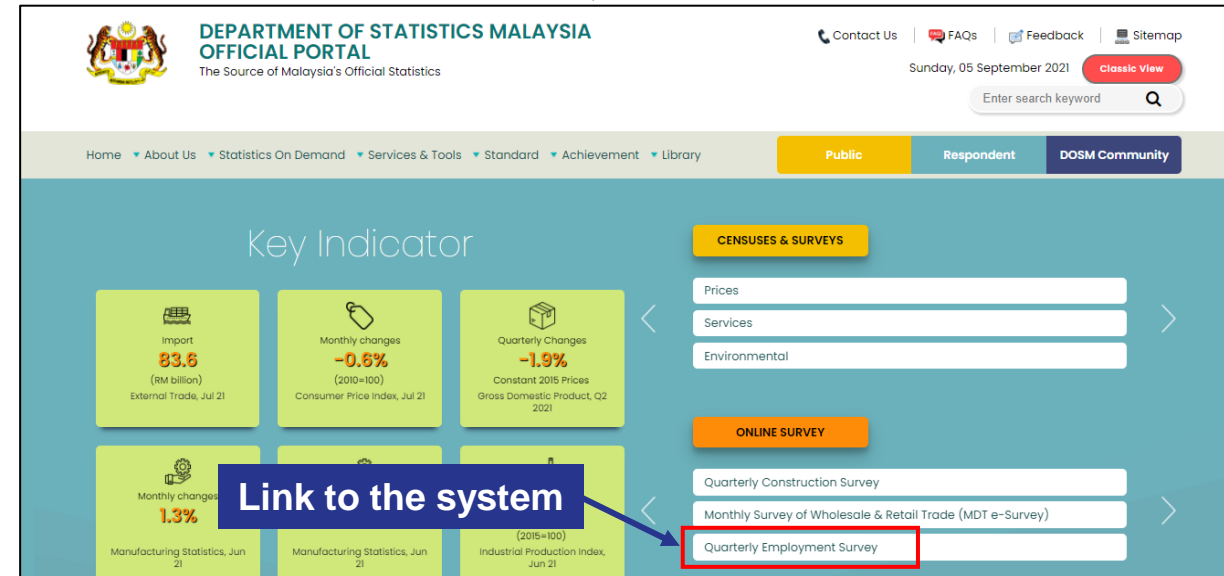 DEPARTMENT OF STATISTICS MALAYSIA
OFFICIAL PORTAL
The Source of Malaysia's Official Statistics
Contact Us
FAQs
Feedback
Sitemap
Sunday, 05 September 2021
Classic View
Enter search keyword
Home
About Us
Statistics On Demand
Services & Tools
Standard
Achievement
Library
Public
Respondent
DOSM Community
Key Indicator
Import
83.6
(RM billion)
External Trade, Jul 21
Monthly changes
-0.6%
(2010=100)
Consumer Price Index, Jul 21
Quarterly Changes
-1.9%
Constant 2015 Prices
Gross Domestic Product, Q2
2021
Monthly changes
1.3%
Manufacturing Statistics, Jun
21
Manufacturing Statistics, Jun
21
(2015=100)
Industrial Production Index,
Jun 21
Link to the system
CENSUSES & SURVEYS
Prices
Services
Environmental
ONLINE SURVEY
Quarterly Construction Survey
Monthly Survey of Wholesale & Retail Trade (MDT e-Survey)
Quarterly Employment Survey